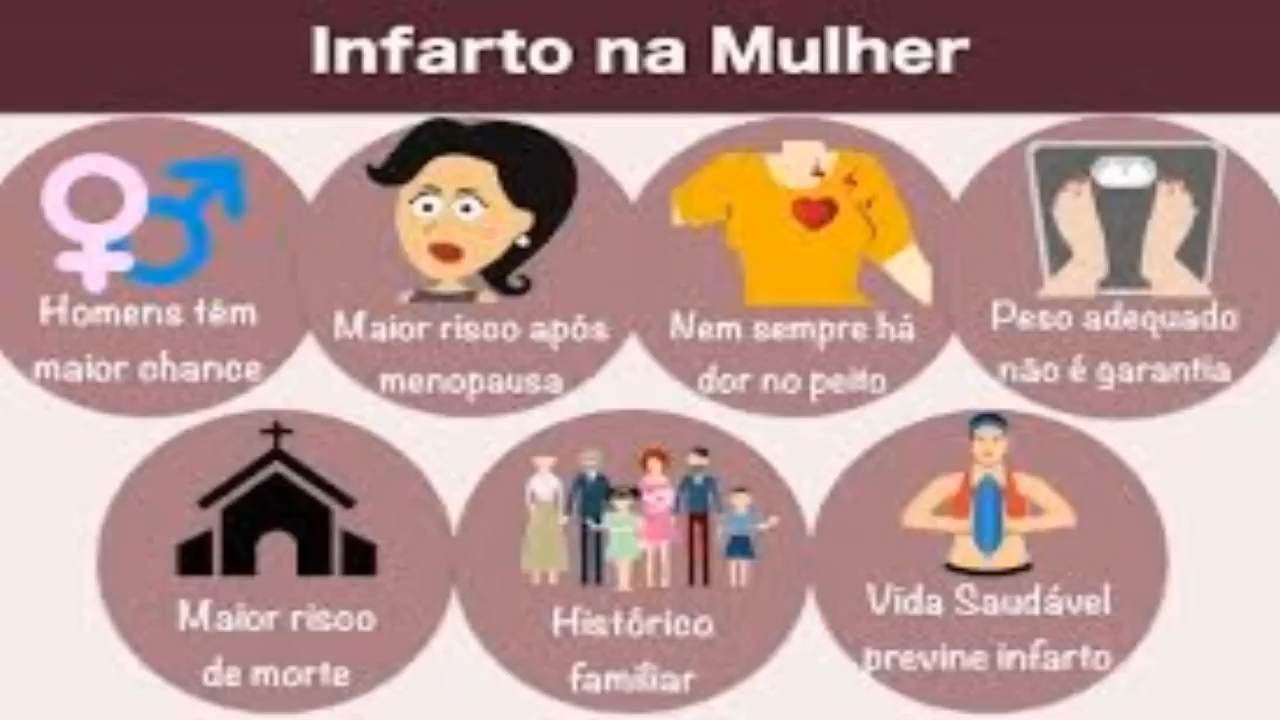 Infarto na Mulher
Homens têm
maior chance
Maior risco após
menopausa
Nem sempre há
dor no peito
Peso adequado
não é garantia
Maior risco
de morte
Histórico
familiar
Vida Saudável
previne infarto